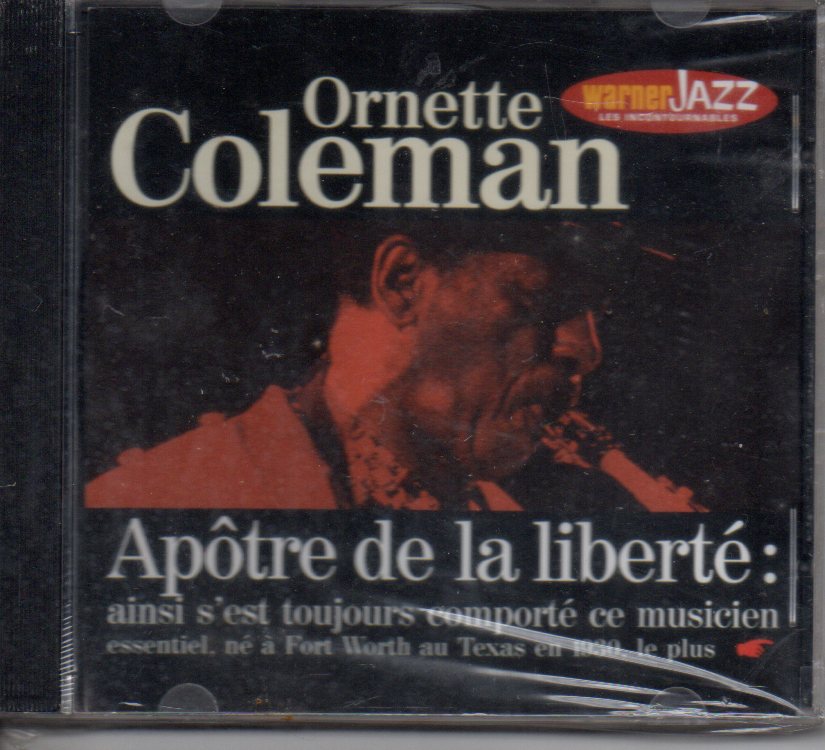 Ornette
Coleman
warner JAZZ
LES INCONTOURNABLES
Apôtre de la liberté :
ainsi s'est toujours comporté ce musicien
essentiel, né à Fort Worth au Texas en 1930, le plus